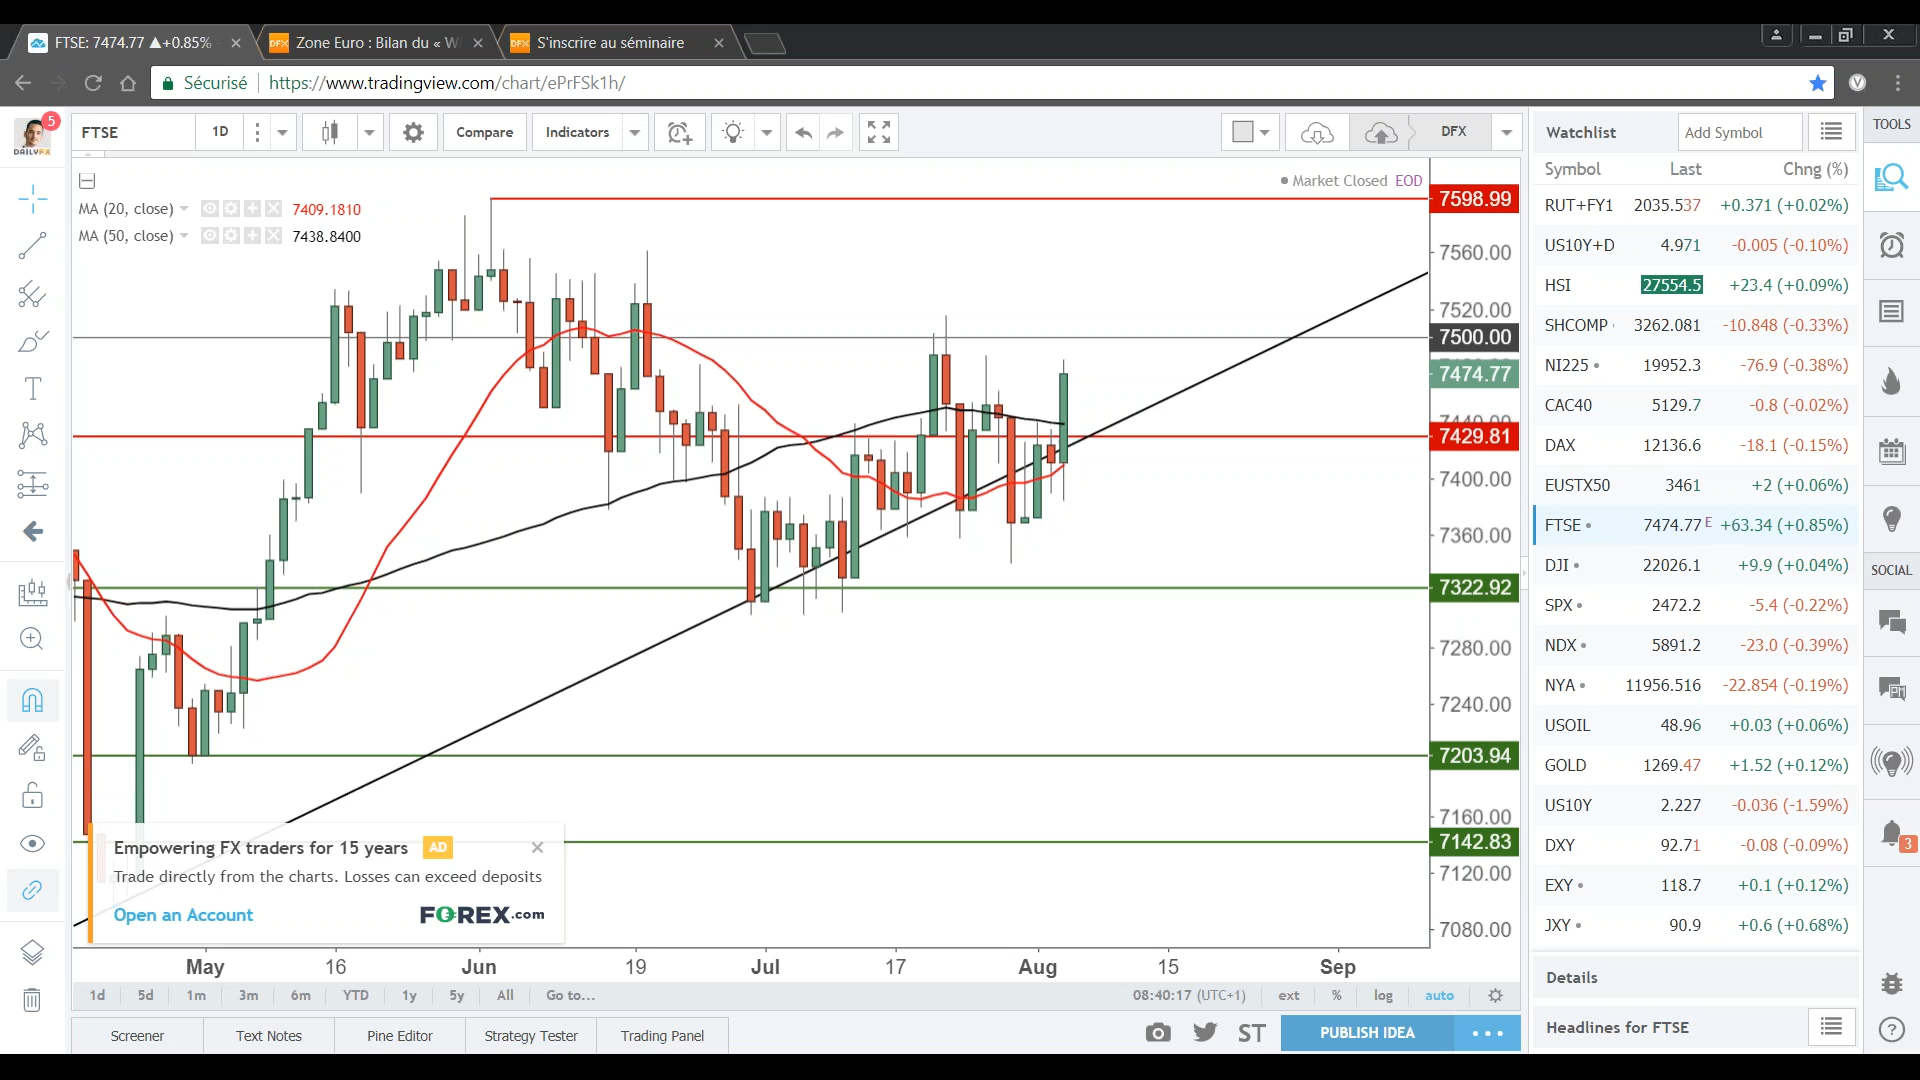 FTSE: 7474.77 ▲+0.85%
Zone Euro : Bilan du « W
S'inscrire au séminaire
Sécurisé
https://www.tradingview.com/chart/ePrFSk1h/
5
DAILYFX
FTSE
1D
Compare
Indicators
DFX
Watchlist
Add Symbol
TOOLS
Market Closed EOD
MA (20, close) 7409.1810
MA (50, close) 7438.8400
7598.99
7560.00
7520.00
7500.00
7474.77
7440.00
7429.81
7400.00
7360.00
7322.92
7280.00
7240.00
7203.94
7160.00
7142.83
7120.00
7080.00
Symbol Last Chng (%)
RUT+FY1 2035.537 +0.371 (+0.02%)
US10Y+D 4.971 -0.005 (-0.10%)
HSI 27554.5 +23.4 (+0.09%)
SHCOMP 3262.081 -10.848 (-0.33%)
NI225 19952.3 -76.9 (-0.38%)
CAC40 5129.7 -0.8 (-0.02%)
DAX 12136.6 -18.1 (-0.15%)
EUSTX50 3461 +2 (+0.06%)
FTSE 7474.77 E +63.34 (+0.85%)
DJI 22026.1 +9.9 (+0.04%)
SPX 2472.2 -5.4 (-0.22%)
NDX 5891.2 -23.0 (-0.39%)
NYA 11956.516 -22.854 (-0.19%)
USOIL 48.96 +0.03 (+0.06%)
GOLD 1269.47 +1.52 (+0.12%)
US10Y 2.227 -0.036 (-1.59%)
DXY 92.71 -0.08 (-0.09%)
EXY 118.7 +0.1 (+0.12%)
JXY 90.9 +0.6 (+0.68%)
SOCIAL
3
Empowering FX traders for 15 years AD
Trade directly from the charts. Losses can exceed deposits
Open an Account FOREX.com
May 16 Jun 19 Jul 17 Aug 15 Sep
1d 5d 1m 3m 6m YTD 1y 5y All Go to... 08:40:17 (UTC+1) ext % log auto
Details
Headlines for FTSE
Screener Text Notes Pine Editor Strategy Tester Trading Panel ST PUBLISH IDEA